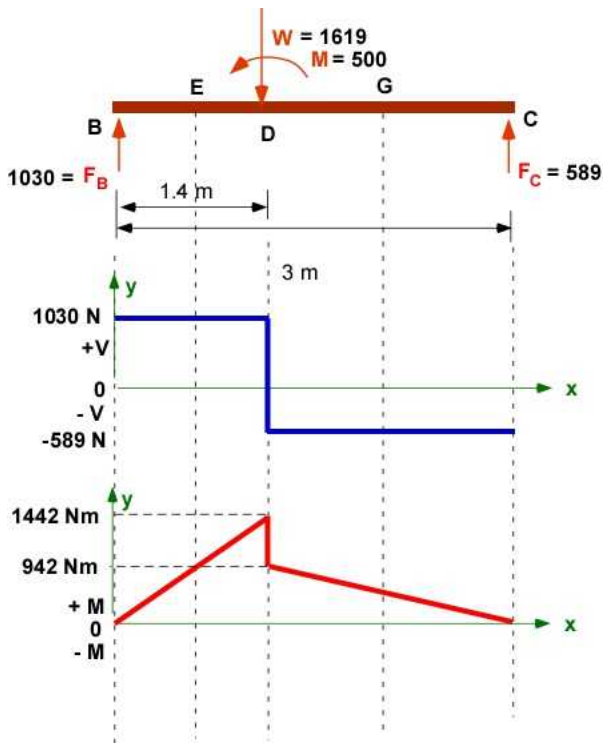 W = 1619
M = 500
E
G
B
D
C
1030 = F_B
F_C = 589
1.4 m
3 m
y
1030 N
+V
0
x
- V
-589 N
y
1442 Nm
942 Nm
+ M
0
x
- M